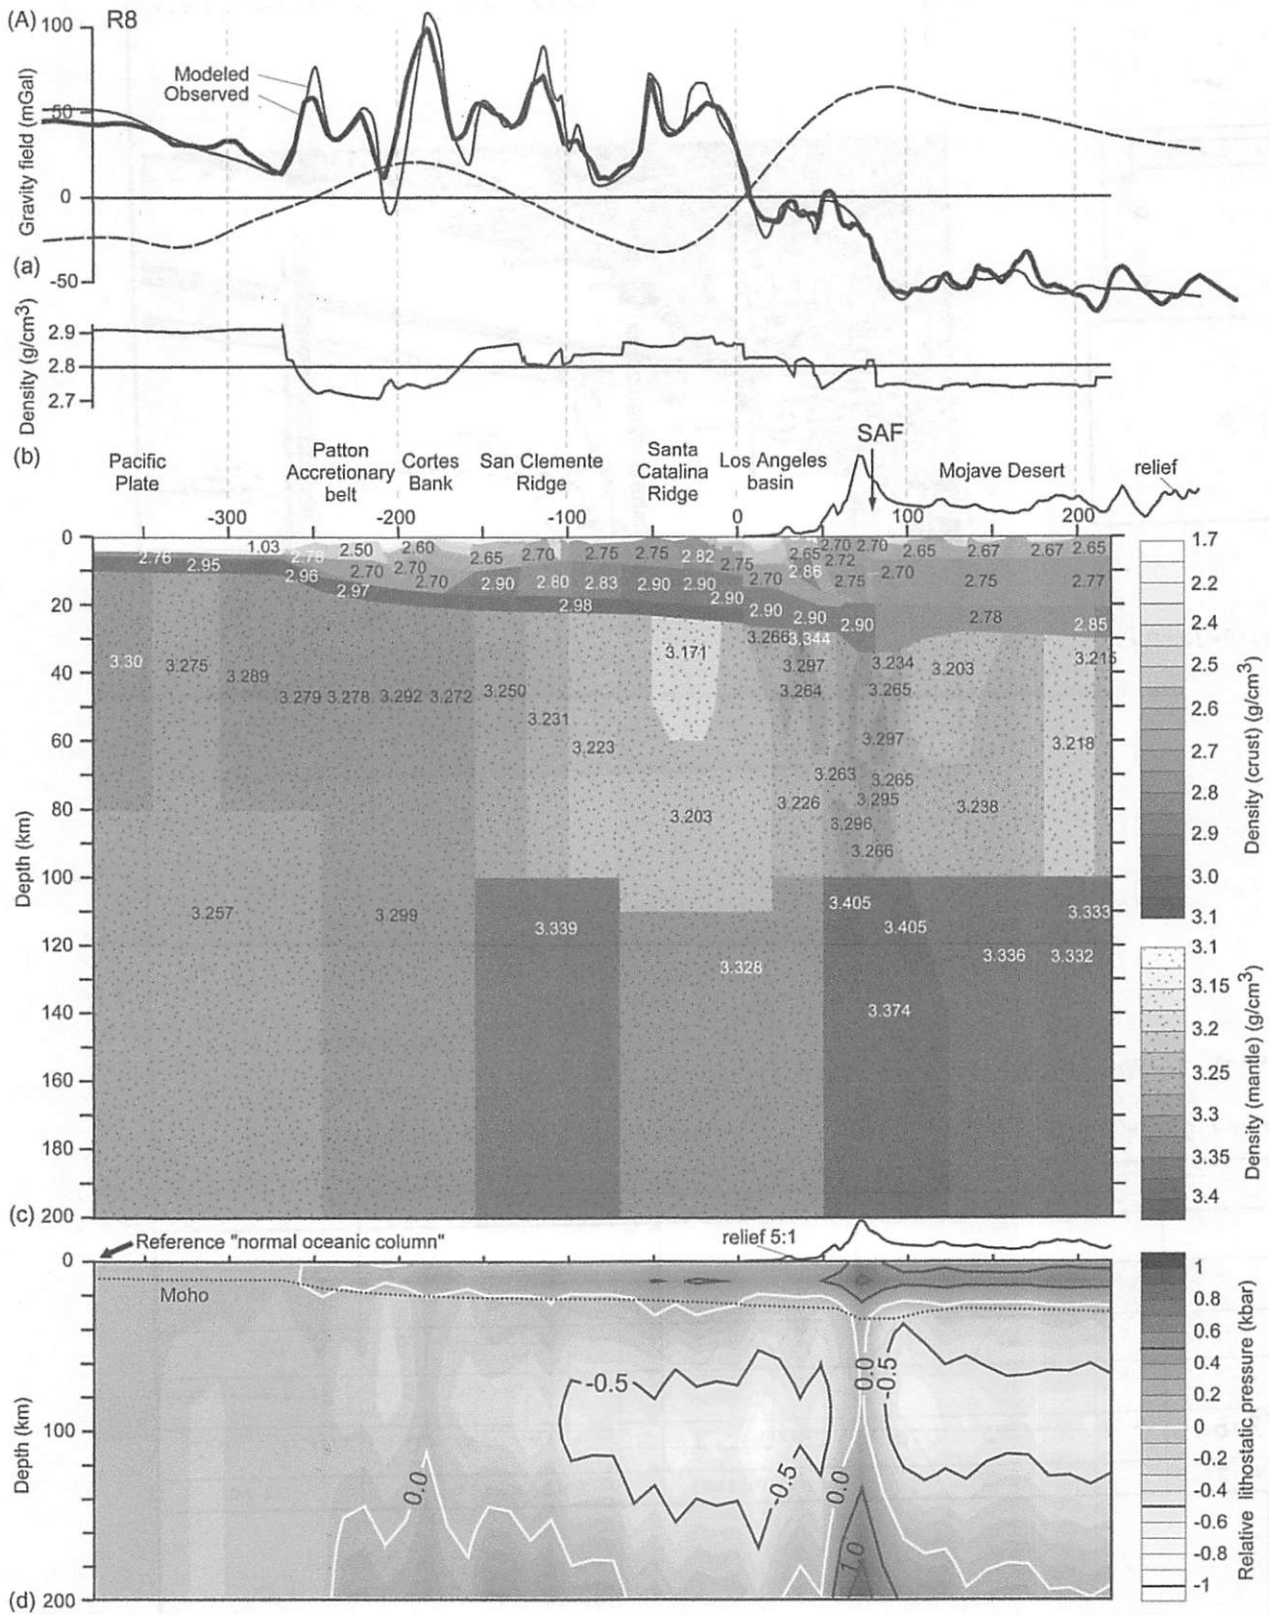 (A)
R8
100
50
0
-50
Gravity field (mGal)
Modeled
Observed
(a)
2.9
2.8
2.7
Density (g/cm3)
(b)
Pacific
Plate
Patton
Accretionary
belt
Cortes
Bank
San Clemente
Ridge
Santa
Catalina
Ridge
Los Angeles
basin
SAF
Mojave Desert
relief
-300 -200 -100 0 100 200
0
20
40
60
80
100
120
140
160
180
200
Depth (km)
1.03
2.76 2.95 2.78 2.50 2.60 2.65 2.70 2.75 2.75 2.82 2.75 2.65 2.70 2.70 2.65 2.67 2.67 2.65
2.72
2.86
2.96 2.70 2.70 2.70 2.90 2.80 2.83 2.90 2.90 2.70 2.75 2.70 2.75 2.77
2.97 2.98 2.90 2.90 2.90 2.90 2.78 2.85
3.30 3.275 3.289 3.171 3.266 3.344 3.297 3.234 3.203 3.215
3.279 3.278 3.292 3.272 3.250 3.264 3.265
3.231
3.223 3.297 3.218
3.263 3.265
3.203 3.226 3.295 3.238
3.296
3.266
3.257 3.299 3.339 3.405 3.405 3.333
3.328 3.336 3.332
3.374
1.7
2.2
2.4
2.5
2.6
2.7
2.8
2.9
3.0
3.1
Density (crust) (g/cm3)
3.1
3.15
3.2
3.25
3.3
3.35
3.4
Density (mantle) (g/cm3)
(c)
Reference "normal oceanic column"
relief 5:1
0
100
200
Depth (km)
Moho
-0.5
0.0
-0.5
0.0
-0.5
0.0
1.0
1
0.8
0.6
0.4
0.2
0
-0.2
-0.4
-0.6
-0.8
-1
Relative lithostatic pressure (kbar)
(d)